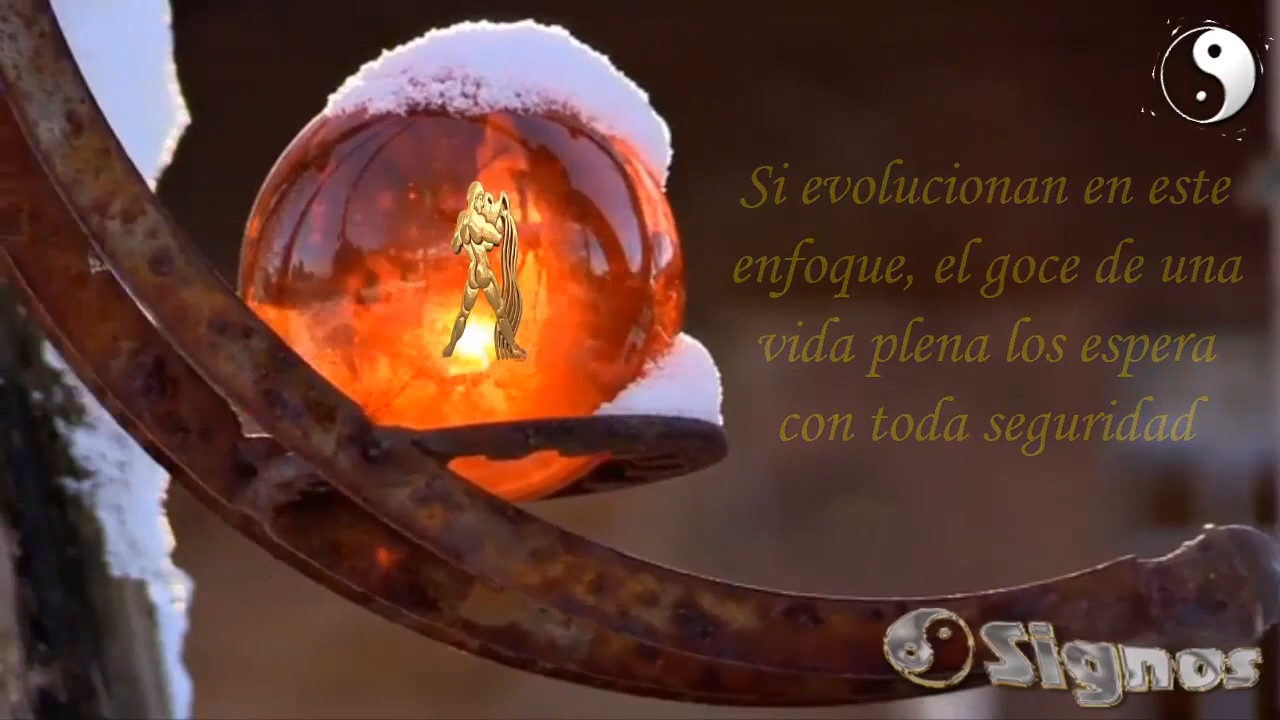 Si evolucionan en este
enfoque, el goce de una
vida plena los espera
con toda seguridad
Signos